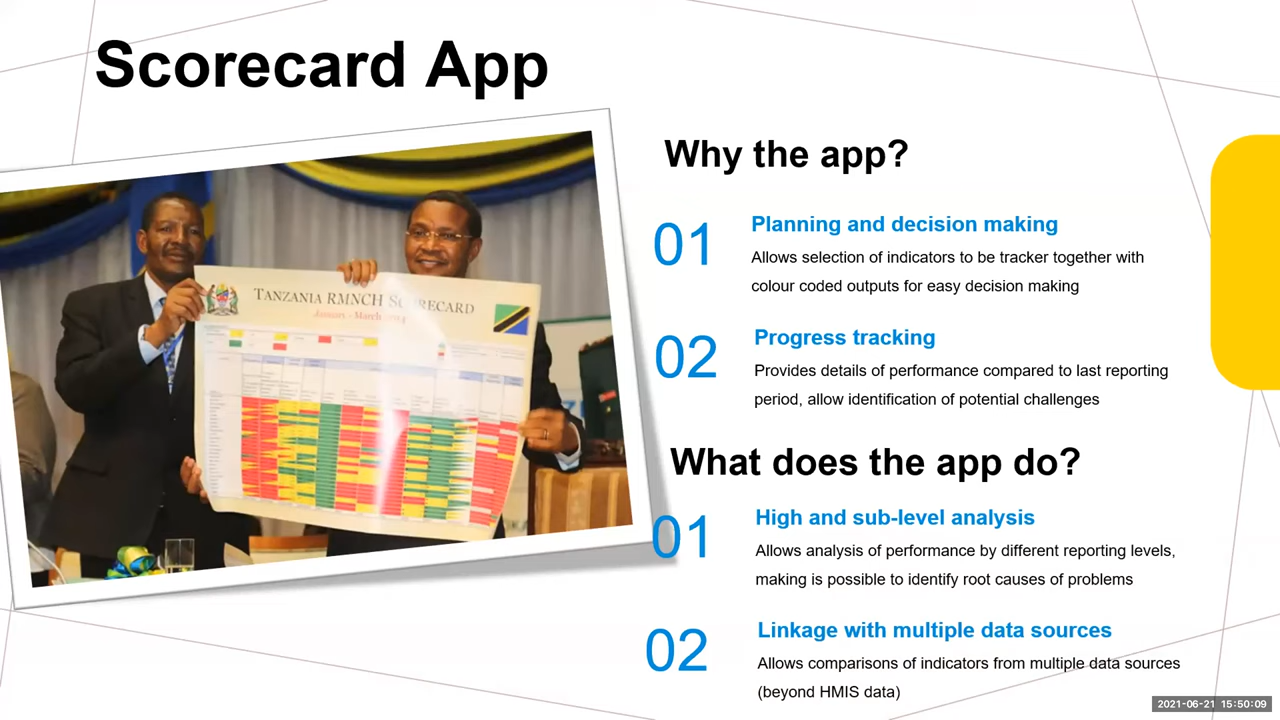 Scorecard App
TANZANIA RMNCH SCORECARD
January - March 2014
Why the app?
01
Planning and decision making
Allows selection of indicators to be tracker together with
colour coded outputs for easy decision making
02
Progress tracking
Provides details of performance compared to last reporting
period, allow identification of potential challenges
What does the app do?
01
High and sub-level analysis
Allows analysis of performance by different reporting levels,
making is possible to identify root causes of problems
02
Linkage with multiple data sources
Allows comparisons of indicators from multiple data sources
(beyond HMIS data)
2021-06-21 15:50:09